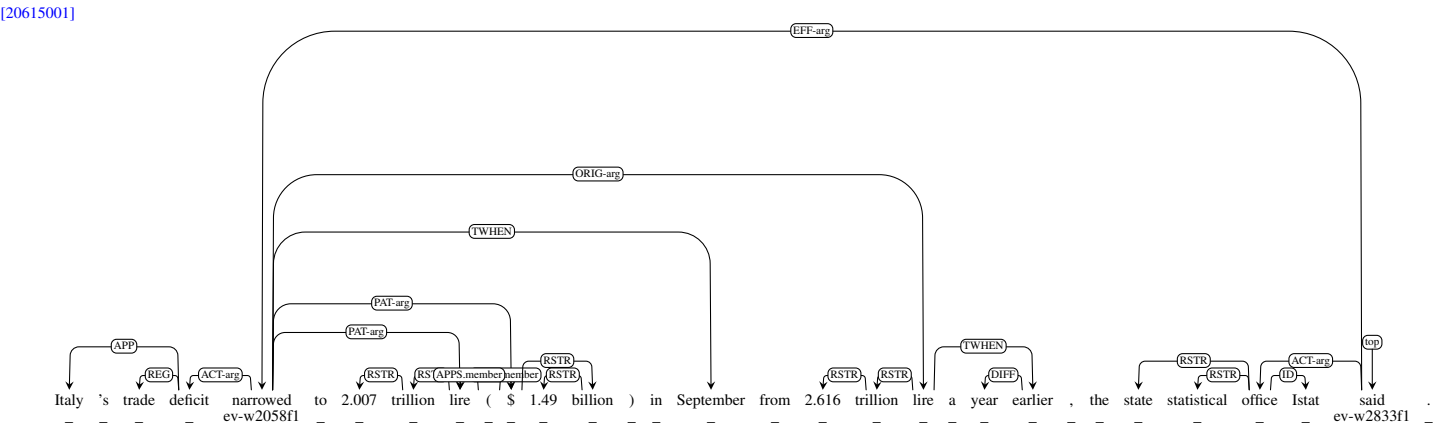 [20615001]
EFF-arg
ORIG-arg
TWHEN
PAT-arg
PAT-arg
top
APP TWHEN
RSTR RSTR ACT-arg
REG ACT-arg RSTR APPS.member RSTR RSTR RSTR DIFF RSTR ID
Italy 's trade deficit narrowed to 2.007 trillion lire ( $ 1.49 billion ) in September from 2.616 trillion lire a year earlier , the state statistical office Istat said .
_ _ _ _ ev-w2058f1 _ _ _ _ _ _ _ _ _ _ _ _ _ _ _ _ _ _ _ _ _ _ _ _ ev-w2833f1 _